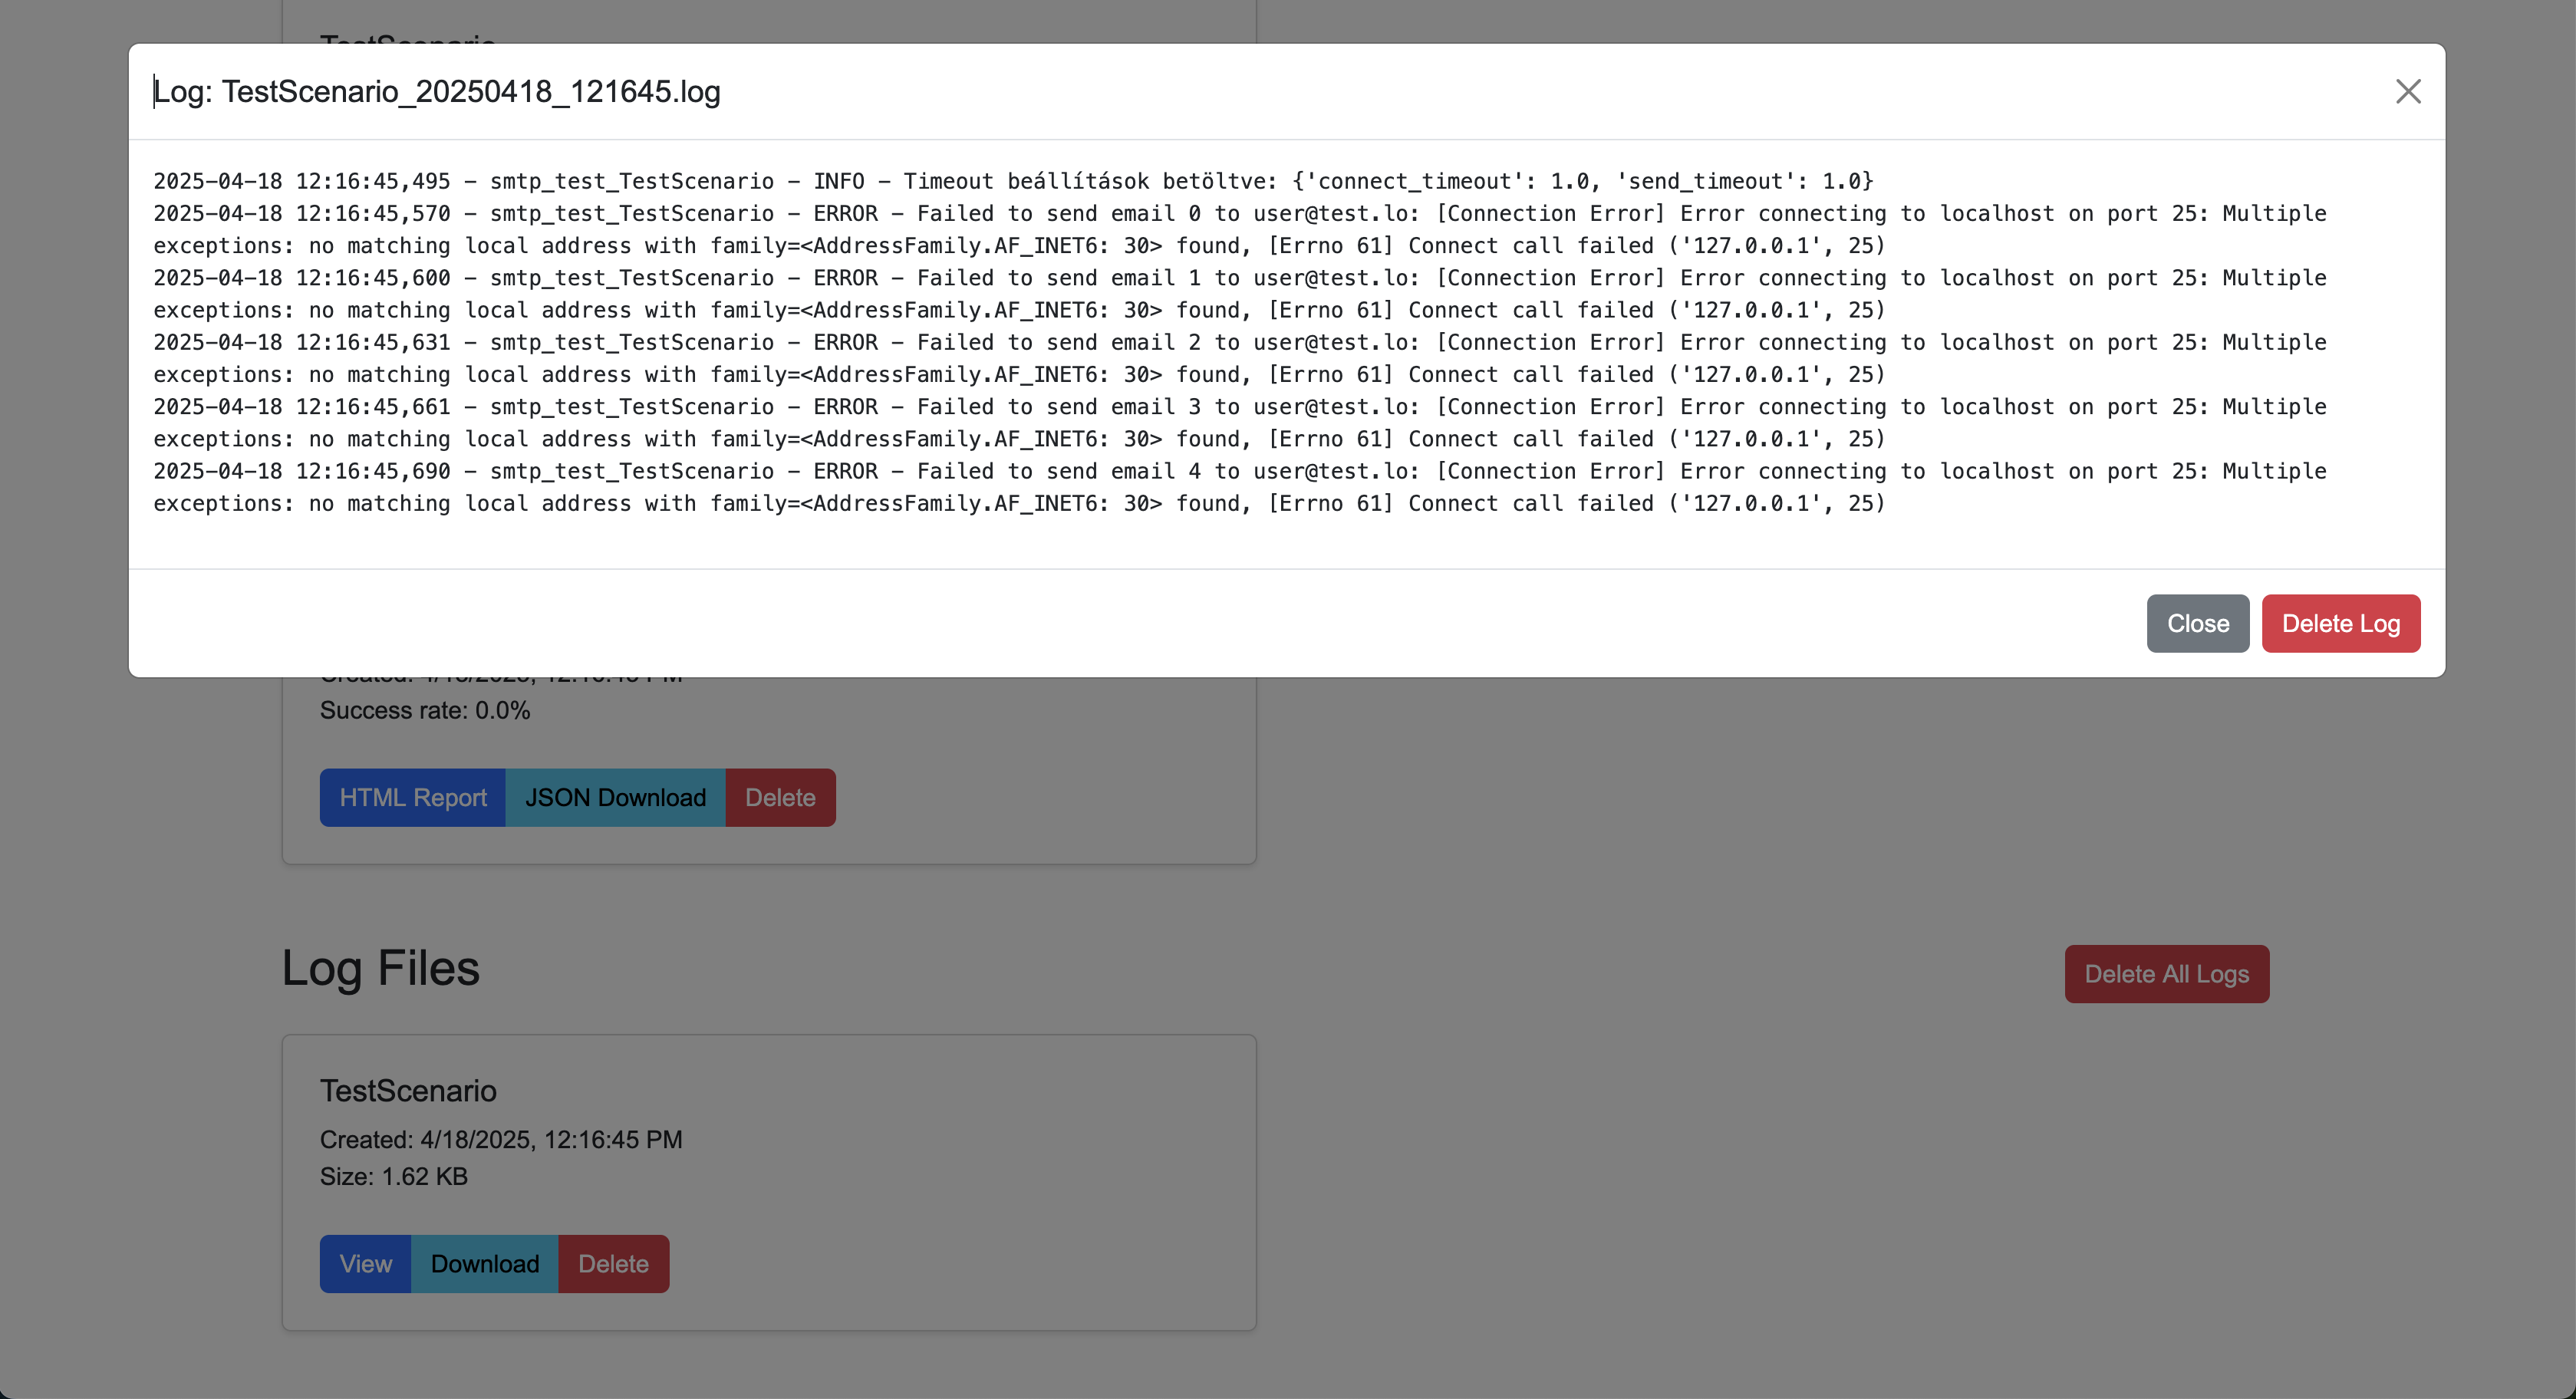 TestScenario
Log: TestScenario_20250418_121645.log
2025-04-18 12:16:45,495 – smtp_test_TestScenario – INFO – Timeout beállítások betöltve: {'connect_timeout': 1.0, 'send_timeout': 1.0}
2025-04-18 12:16:45,570 – smtp_test_TestScenario – ERROR – Failed to send email 0 to user@test.lo: [Connection Error] Error connecting to localhost on port 25: Multiple
exceptions: no matching local address with family=<AddressFamily.AF_INET6: 30> found, [Errno 61] Connect call failed ('127.0.0.1', 25)
2025-04-18 12:16:45,600 – smtp_test_TestScenario – ERROR – Failed to send email 1 to user@test.lo: [Connection Error] Error connecting to localhost on port 25: Multiple
exceptions: no matching local address with family=<AddressFamily.AF_INET6: 30> found, [Errno 61] Connect call failed ('127.0.0.1', 25)
2025-04-18 12:16:45,631 – smtp_test_TestScenario – ERROR – Failed to send email 2 to user@test.lo: [Connection Error] Error connecting to localhost on port 25: Multiple
exceptions: no matching local address with family=<AddressFamily.AF_INET6: 30> found, [Errno 61] Connect call failed ('127.0.0.1', 25)
2025-04-18 12:16:45,661 – smtp_test_TestScenario – ERROR – Failed to send email 3 to user@test.lo: [Connection Error] Error connecting to localhost on port 25: Multiple
exceptions: no matching local address with family=<AddressFamily.AF_INET6: 30> found, [Errno 61] Connect call failed ('127.0.0.1', 25)
2025-04-18 12:16:45,690 – smtp_test_TestScenario – ERROR – Failed to send email 4 to user@test.lo: [Connection Error] Error connecting to localhost on port 25: Multiple
exceptions: no matching local address with family=<AddressFamily.AF_INET6: 30> found, [Errno 61] Connect call failed ('127.0.0.1', 25)
Close
Delete Log
Created: 4/18/2025, 12:16:45 PM
Success rate: 0.0%
HTML Report
JSON Download
Delete
Log Files
Delete All Logs
TestScenario
Created: 4/18/2025, 12:16:45 PM
Size: 1.62 KB
View
Download
Delete